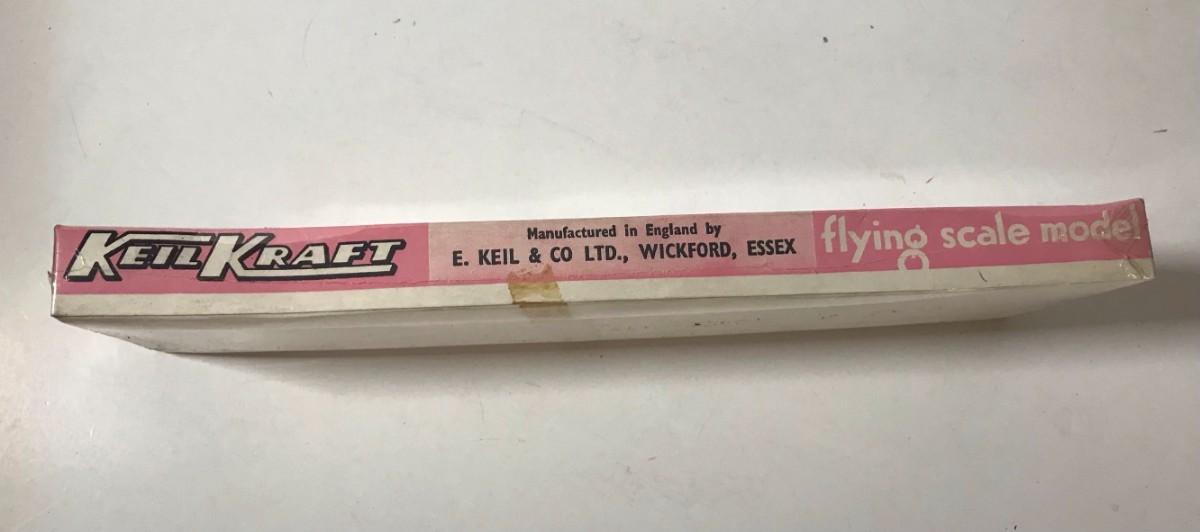 KEILKRAFT
Manufactured in England by
E. KEIL & CO LTD., WICKFORD, ESSEX
flying scale model